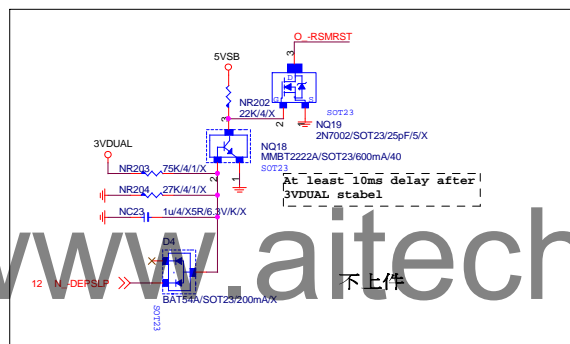 O_-RSMRST
3
5VSB
D
G
S
NR202
22K/4/X
2
SOT23
NQ19
2N7002/SOT23/25pF/5/X
3
3VDUAL
NQ18
MMBT2222A/SOT23/600mA/40
SOT23
NR203
75K/4/1/X
2
1
At least 10ms delay after
3VDUAL stabel
NR204
27K/4/1/X
NC23
1u/4/X5R/6.3V/K/X
www.aitech
D4
不上件
12
N_-DEPSLP
BAT54A/SOT23/200mA/X
SOT23